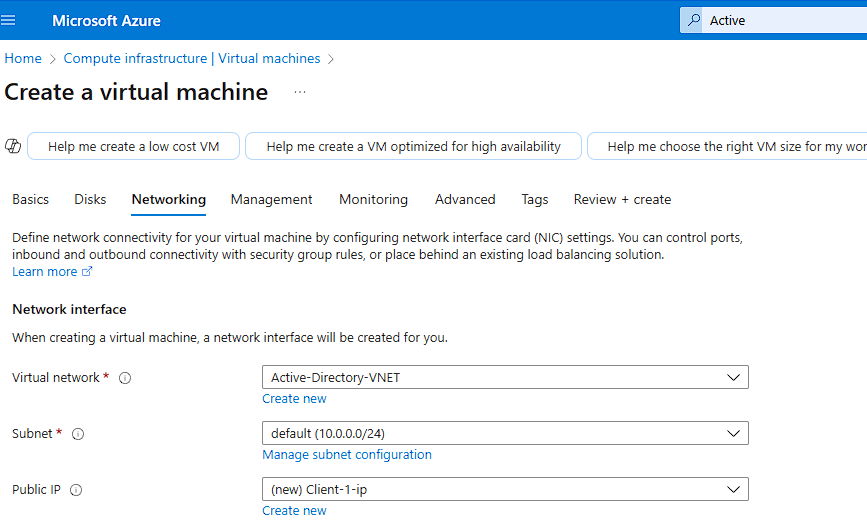 Microsoft Azure
Active
Home > Compute infrastructure | Virtual machines >
Create a virtual machine ...
Help me create a low cost VM
Help me create a VM optimized for high availability
Help me choose the right VM size for my wor
Basics Disks Networking Management Monitoring Advanced Tags Review + create
Define network connectivity for your virtual machine by configuring network interface card (NIC) settings. You can control ports,
inbound and outbound connectivity with security group rules, or place behind an existing load balancing solution.
Learn more
Network interface
When creating a virtual machine, a network interface will be created for you.
Virtual network * Active-Directory-VNET
Create new
Subnet * default (10.0.0.0/24)
Manage subnet configuration
Public IP (new) Client-1-ip
Create new